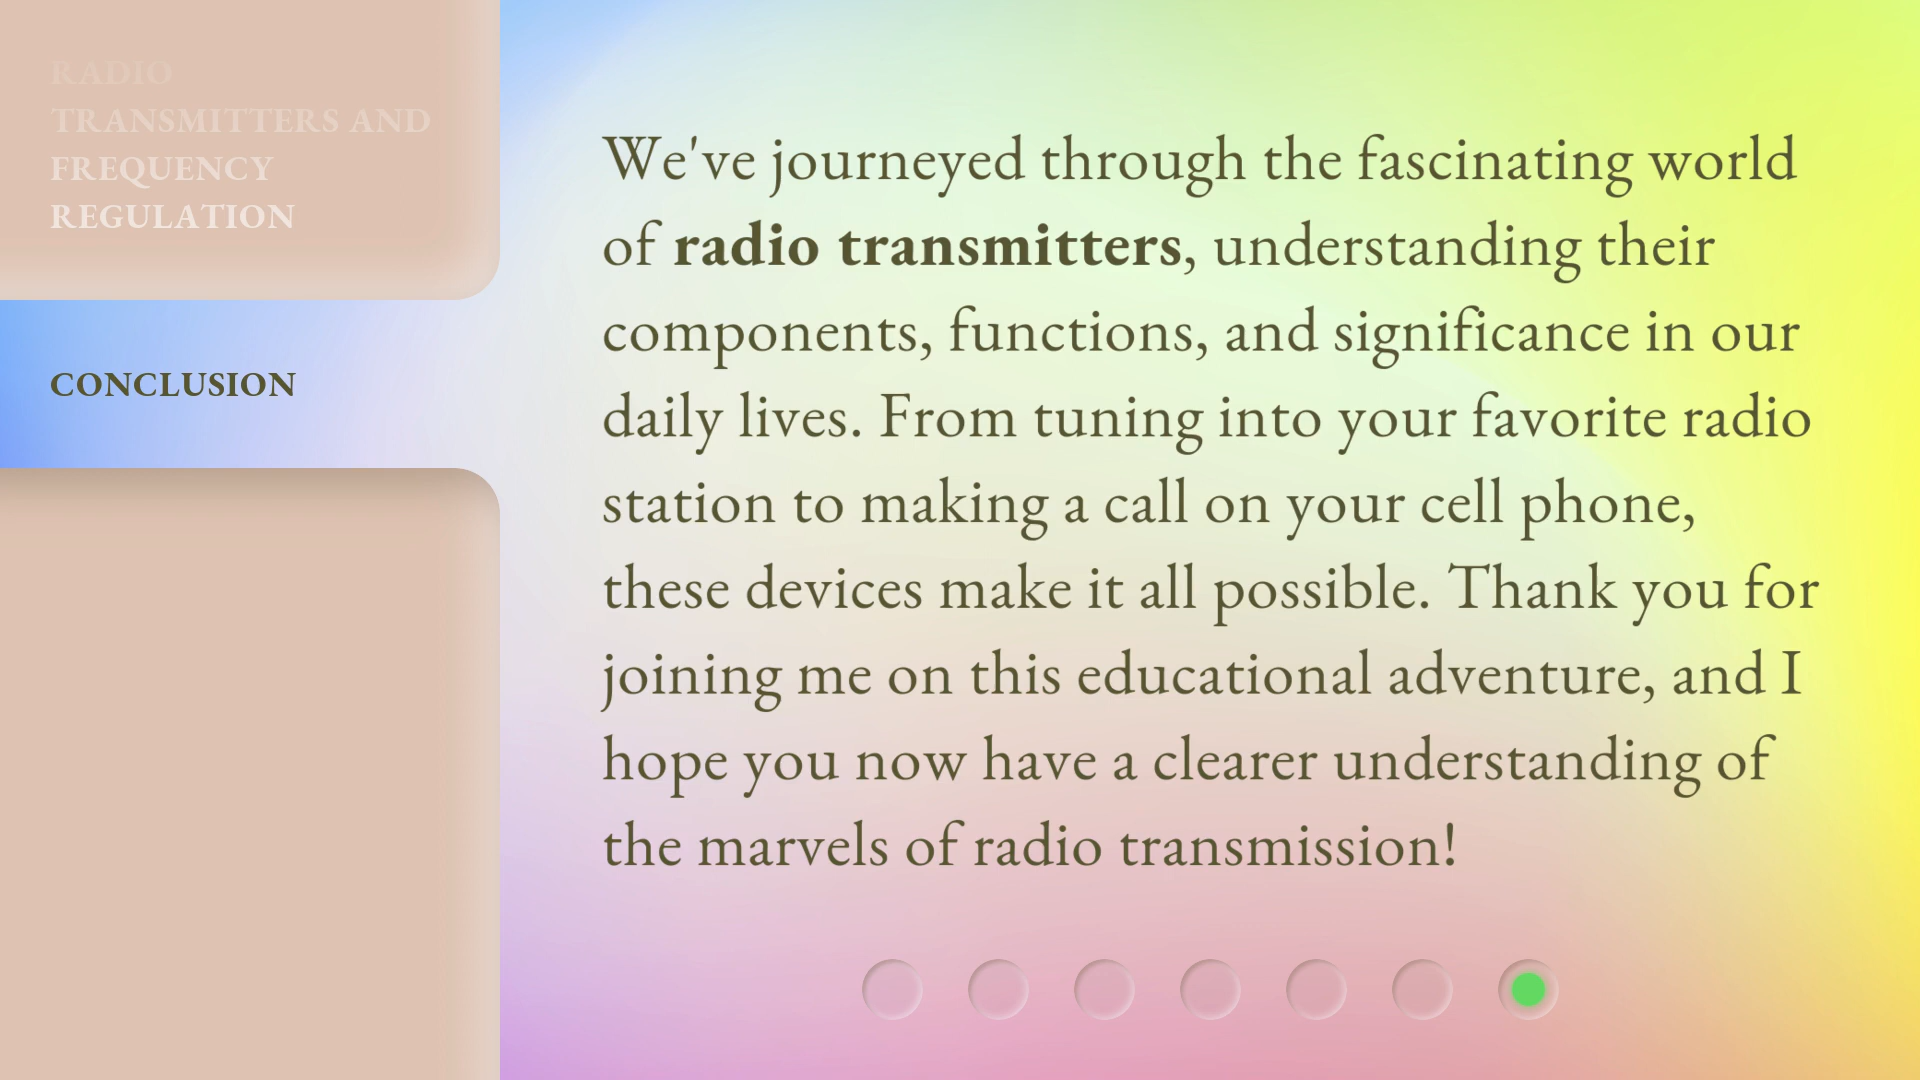 RADIO
TRANSMITTERS AND
FREQUENCY
REGULATION
CONCLUSION
We've journeyed through the fascinating world
of radio transmitters, understanding their
components, functions, and significance in our
daily lives. From tuning into your favorite radio
station to making a call on your cell phone,
these devices make it all possible. Thank you for
joining me on this educational adventure, and I
hope you now have a clearer understanding of
the marvels of radio transmission!